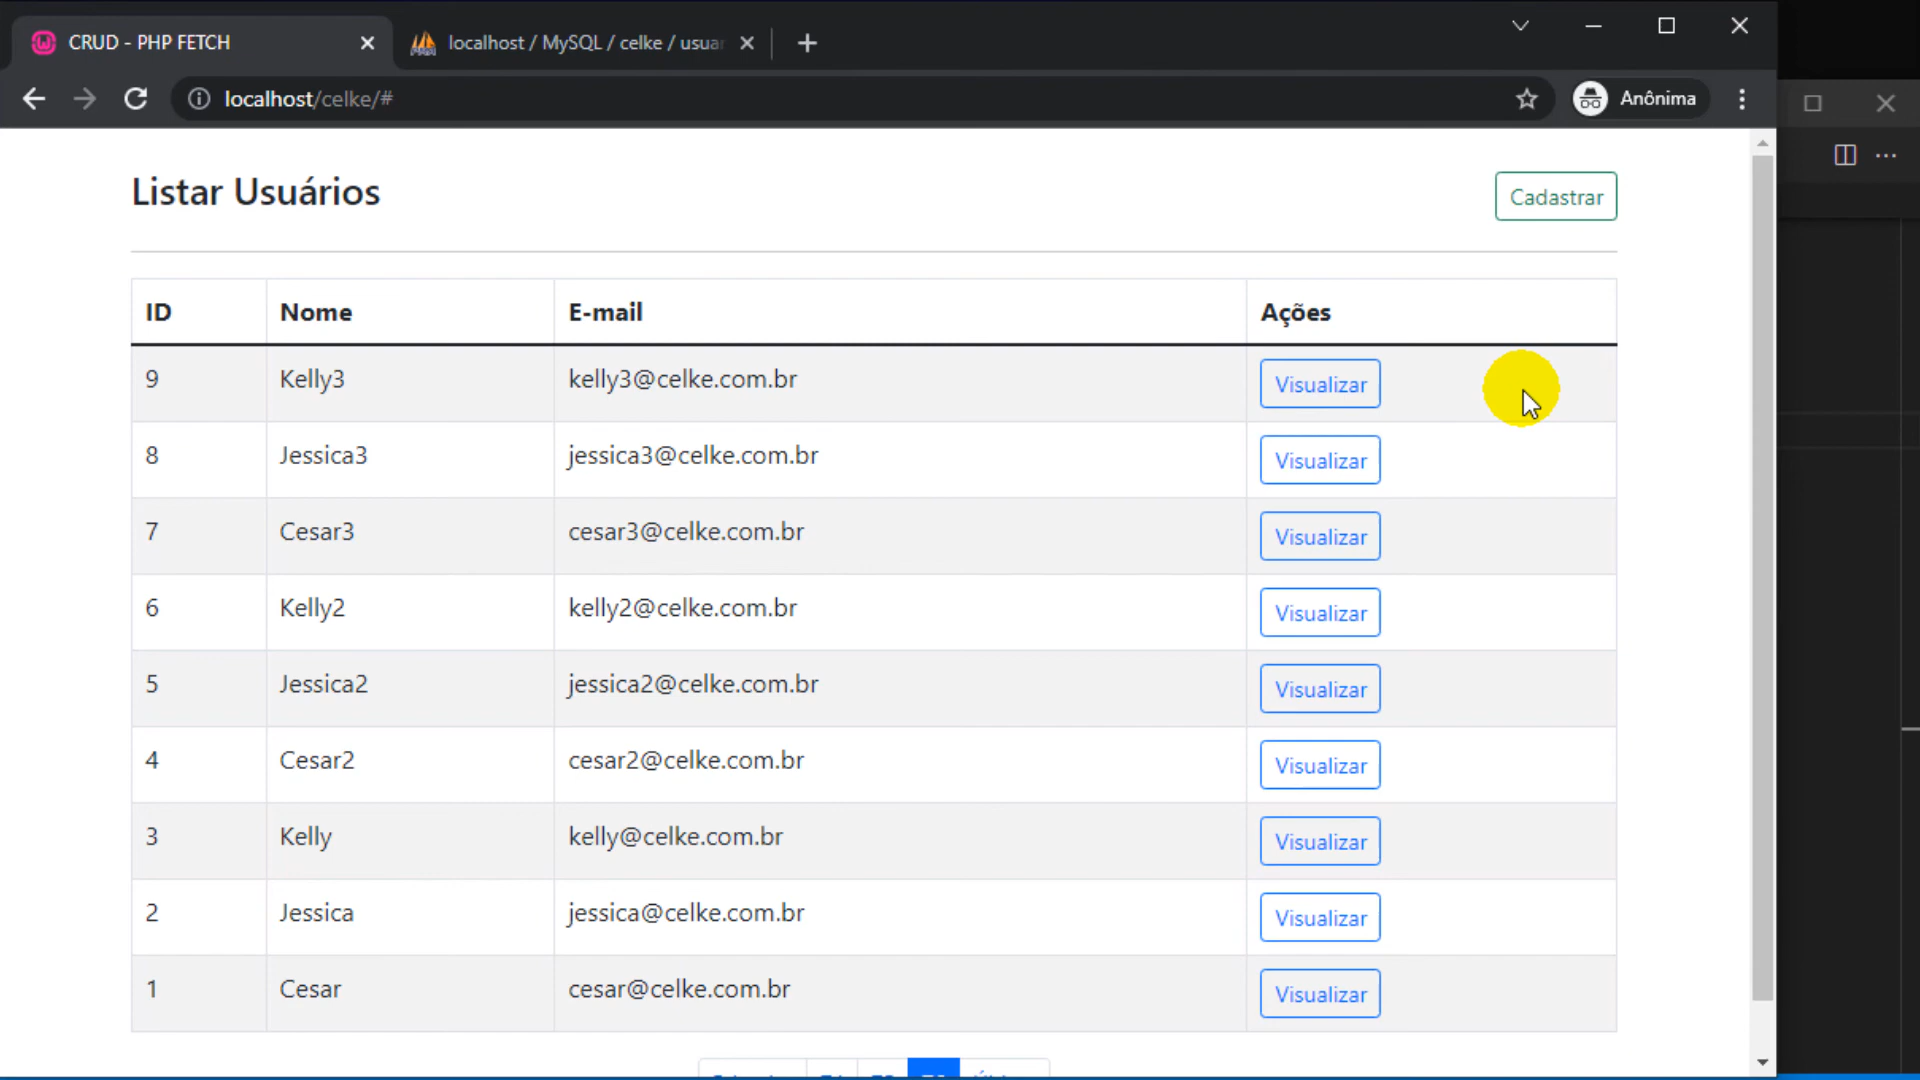 CRUD - PHP FETCH
localhost / MySQL / celke / usuar
localhost/celke/#
Anônima
Listar Usuários
Cadastrar
ID Nome E-mail Ações
9 Kelly3 kelly3@celke.com.br Visualizar
8 Jessica3 jessica3@celke.com.br Visualizar
7 Cesar3 cesar3@celke.com.br Visualizar
6 Kelly2 kelly2@celke.com.br Visualizar
5 Jessica2 jessica2@celke.com.br Visualizar
4 Cesar2 cesar2@celke.com.br Visualizar
3 Kelly kelly@celke.com.br Visualizar
2 Jessica jessica@celke.com.br Visualizar
1 Cesar cesar@celke.com.br Visualizar